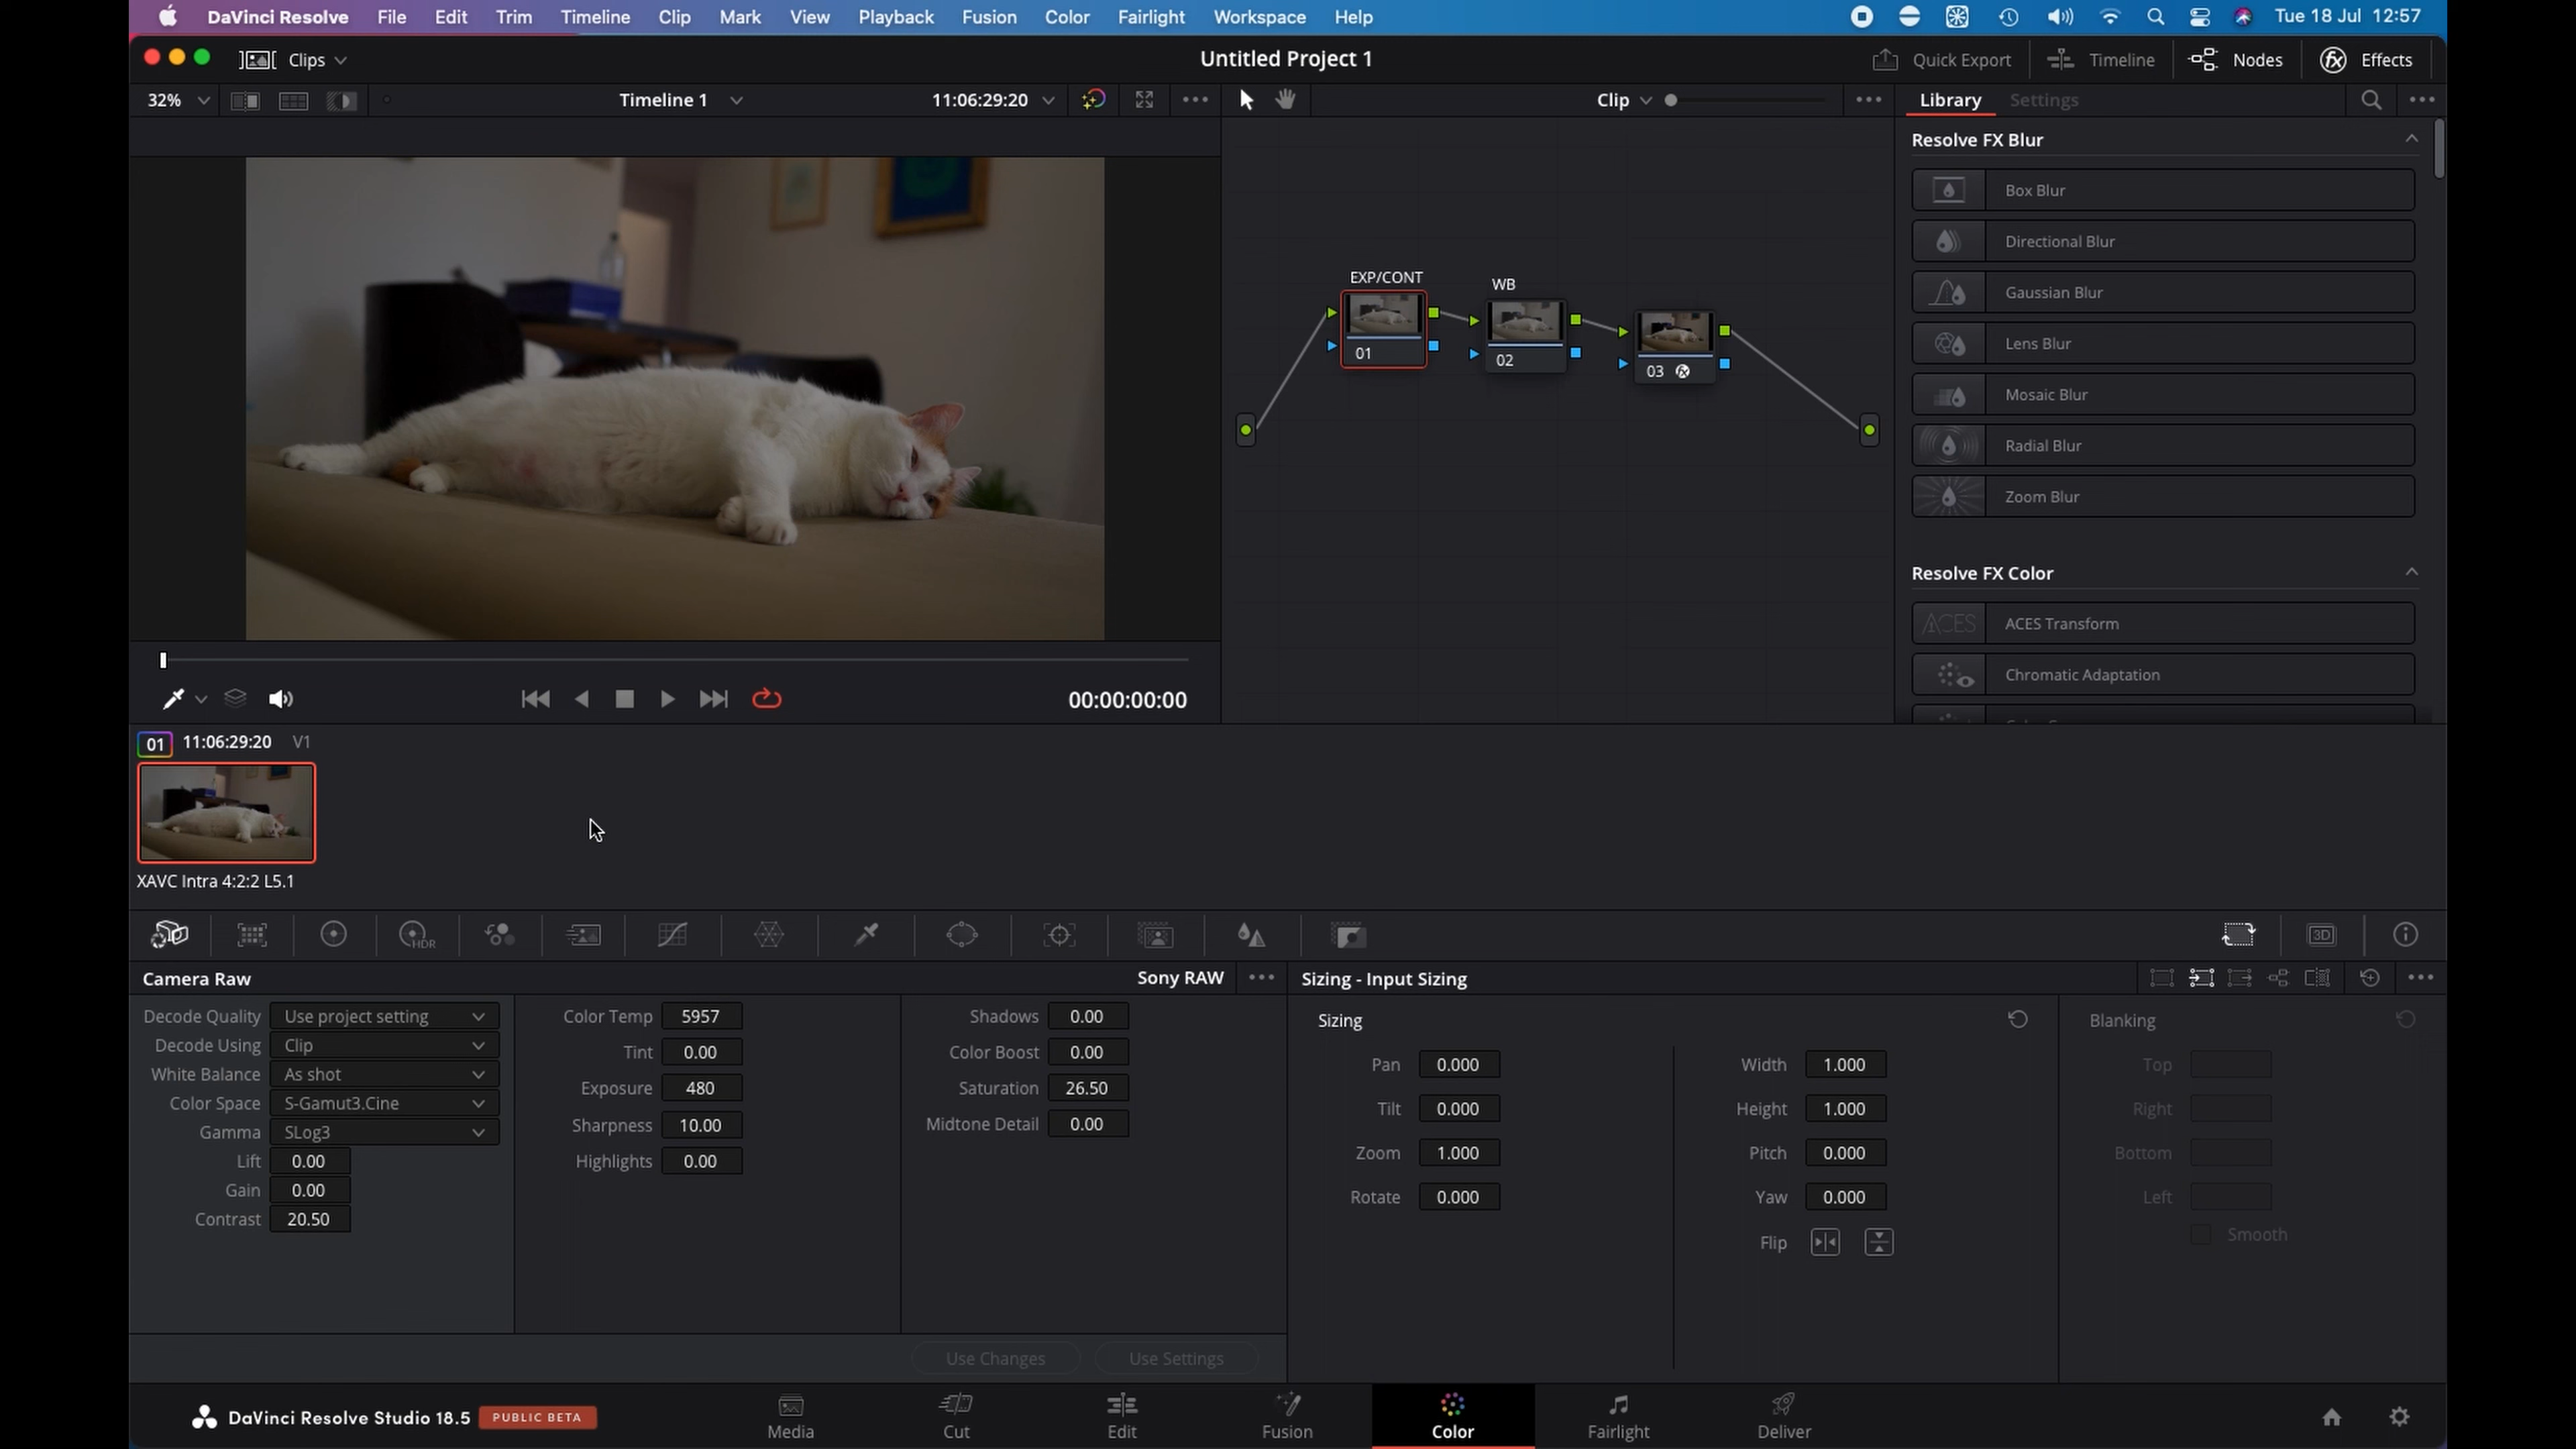 DaVinci Resolve File Edit Trim Timeline Clip Mark View Playback Fusion Color Fairlight Workspace Help Tue 18 Jul 12:57
Clips Untitled Project 1 Quick Export Timeline Nodes fx Effects
32% Timeline 1 11:06:29:20 Clip Library Settings
Resolve FX Blur
Box Blur
Directional Blur
Gaussian Blur
Lens Blur
Mosaic Blur
Radial Blur
Zoom Blur
Resolve FX Color
ACES ACES Transform
Chromatic Adaptation
EXP/CONT WB
01 02 03 fx
00:00:00:00
01 11:06:29:20 V1
XAVC Intra 4:2:2 L5.1
HDR 3D
Camera Raw Sony RAW Sizing - Input Sizing
Decode Quality Use project setting
Decode Using Clip
White Balance As shot
Color Space S-Gamut3.Cine
Gamma SLog3
Lift 0.00
Gain 0.00
Contrast 20.50
Color Temp 5957
Tint 0.00
Exposure 480
Sharpness 10.00
Highlights 0.00
Shadows 0.00
Color Boost 0.00
Saturation 26.50
Midtone Detail 0.00
Use Changes Use Settings
Sizing
Pan 0.000
Tilt 0.000
Zoom 1.000
Rotate 0.000
Width 1.000
Height 1.000
Pitch 0.000
Yaw 0.000
Flip
Blanking
Top
Right
Bottom
Left
Smooth
DaVinci Resolve Studio 18.5 PUBLIC BETA
Media Cut Edit Fusion Color Fairlight Deliver